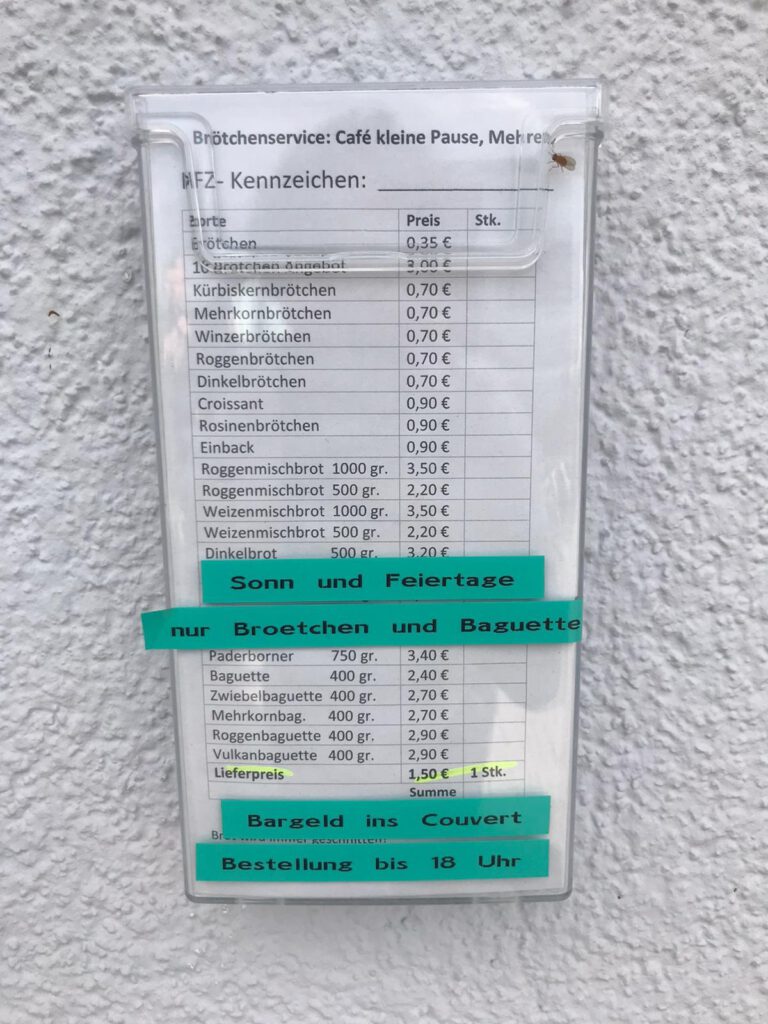 Brötchenservice: Café kleine Pause, Mehren
KFZ- Kennzeichen: ____________
Sorte Preis Stk.
Brötchen 0,35 €
10 Brötchen Angebot 3,00 €
Kürbiskernbrötchen 0,70 €
Mehrkornbrötchen 0,70 €
Winzerbrötchen 0,70 €
Roggenbrötchen 0,70 €
Dinkelbrötchen 0,70 €
Croissant 0,90 €
Rosinenbrötchen 0,90 €
Einback 0,90 €
Roggenmischbrot 1000 gr. 3,50 €
Roggenmischbrot 500 gr. 2,20 €
Weizenmischbrot 1000 gr. 3,50 €
Weizenmischbrot 500 gr. 2,20 €
Dinkelbrot 500 gr. 3,20 €
Sonn und Feiertage
nur Broetchen und Baguette
Paderborner 750 gr. 3,40 €
Baguette 400 gr. 2,40 €
Zwiebelbaguette 400 gr. 2,70 €
Mehrkornbag. 400 gr. 2,70 €
Roggenbaguette 400 gr. 2,90 €
Vulkanbaguette 400 gr. 2,90 €
Lieferpreis 1,50 € 1 Stk.
Summe
Bargeld ins Couvert
Brot wird immer geschnitten!
Bestellung bis 18 Uhr